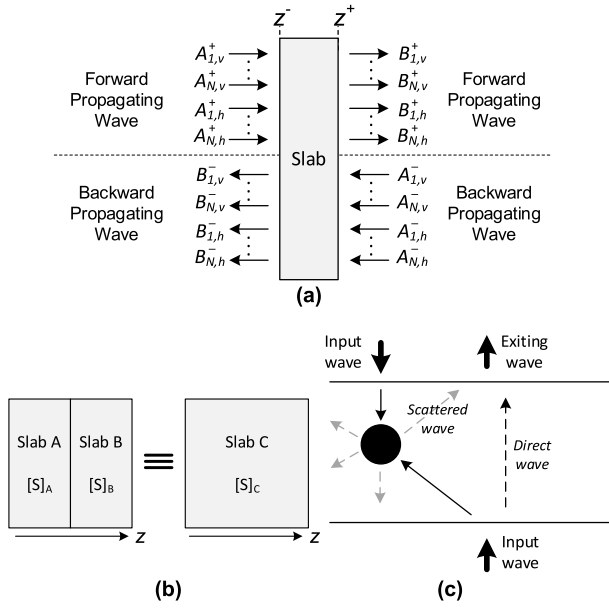 z⁻ z⁺
A⁺1,v B⁺1,v
Forward Propagating Wave A⁺N,v B⁺N,v Forward Propagating Wave
A⁺1,h B⁺1,h
A⁺N,h B⁺N,h
Slab
B⁻1,v A⁻1,v
Backward Propagating Wave B⁻N,v A⁻N,v Backward Propagating Wave
B⁻1,h A⁻1,h
B⁻N,h A⁻N,h
(a)
Slab A Slab B Slab C
[S]A [S]B ≡ [S]C
z z
(b)
Input wave
Exiting wave
Scattered wave
Direct wave
Input wave
(c)